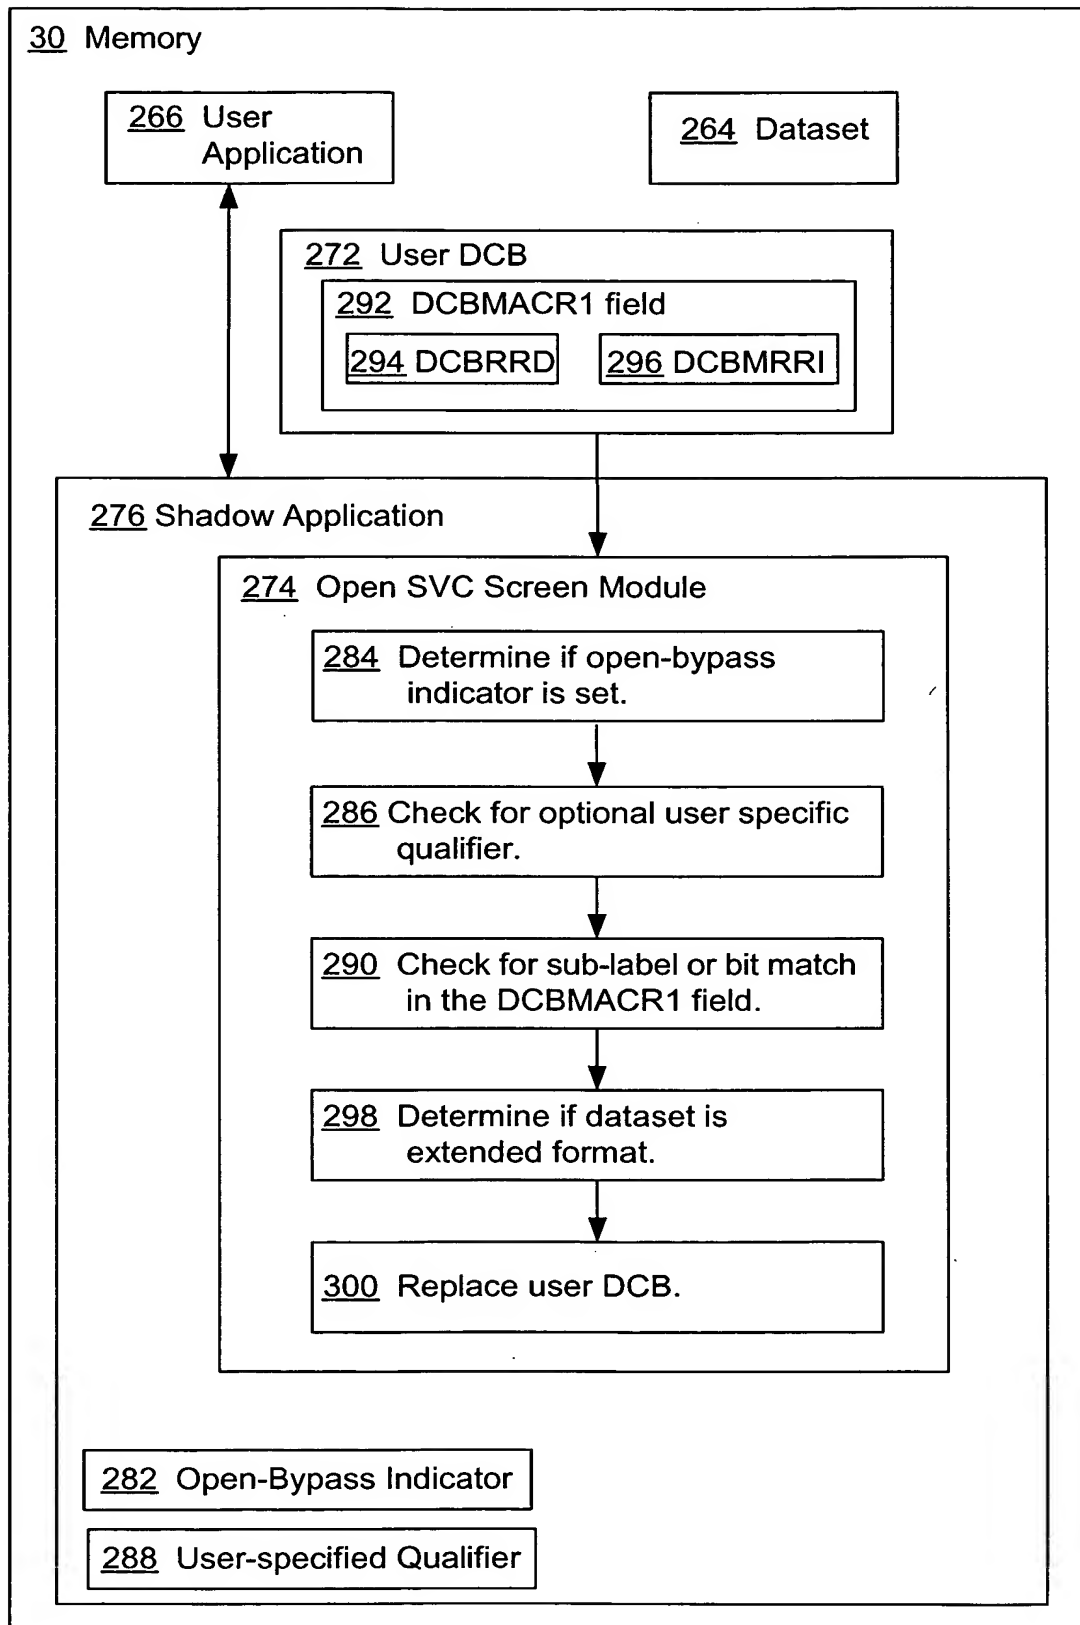 30 Memory
266 User
Application
264 Dataset
272 User DCB
292 DCBMACR1 field
294 DCBRRD
296 DCBMRRI
276 Shadow Application
274 Open SVC Screen Module
284 Determine if open-bypass
indicator is set.
286 Check for optional user specific
qualifier.
290 Check for sub-label or bit match
in the DCBMACR1 field.
298 Determine if dataset is
extended format.
300 Replace user DCB.
282 Open-Bypass Indicator
288 User-specified Qualifier